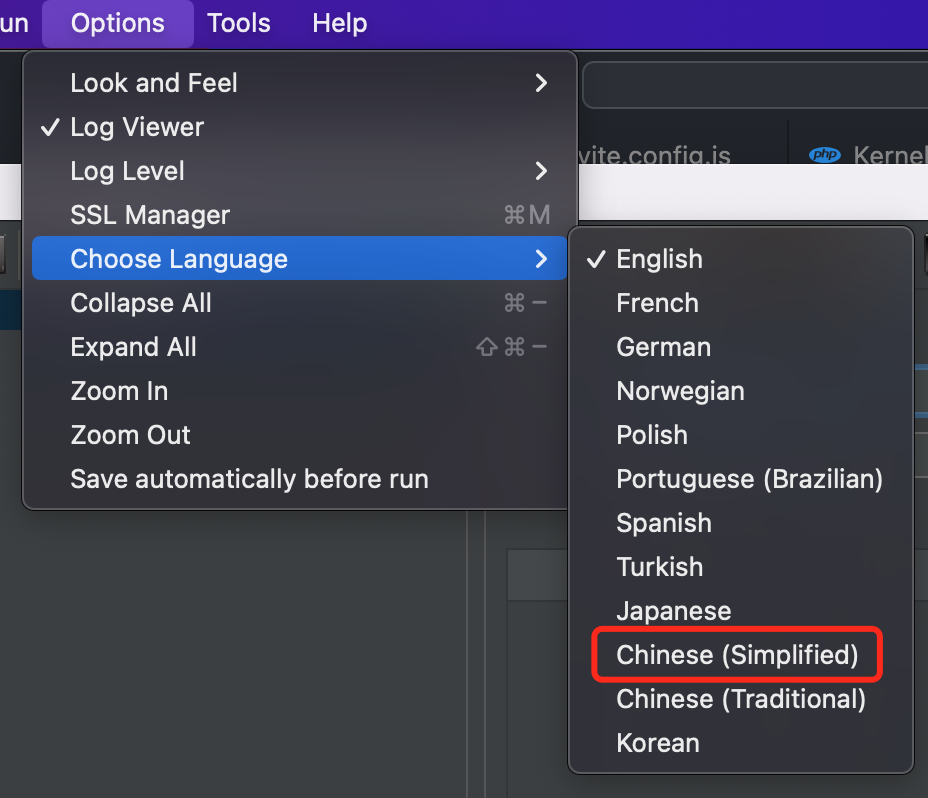 un Options Tools Help
Look and Feel
Log Viewer
Log Level
SSL Manager ⌘M
Choose Language
Collapse All ⌘−
Expand All ⇧⌘−
Zoom In
Zoom Out
Save automatically before run
vite.config.js
php Kernel
English
French
German
Norwegian
Polish
Portuguese (Brazilian)
Spanish
Turkish
Japanese
Chinese (Simplified)
Chinese (Traditional)
Korean